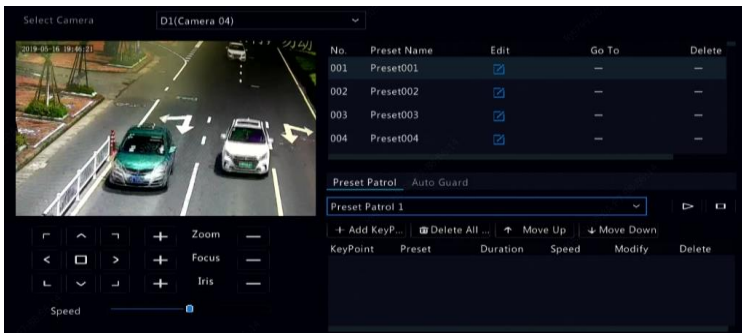 Select Camera D1(Camera 04)
2019-05-16 19:46:21
No. Preset Name Edit Go To Delete
001 Preset001
002 Preset002
003 Preset003
004 Preset004
Preset Patrol Auto Guard
Preset Patrol 1
+ Add KeyP... Delete All ... ↑ Move Up ↓ Move Down
KeyPoint Preset Duration Speed Modify Delete
+ Zoom —
+ Focus —
+ Iris —
Speed